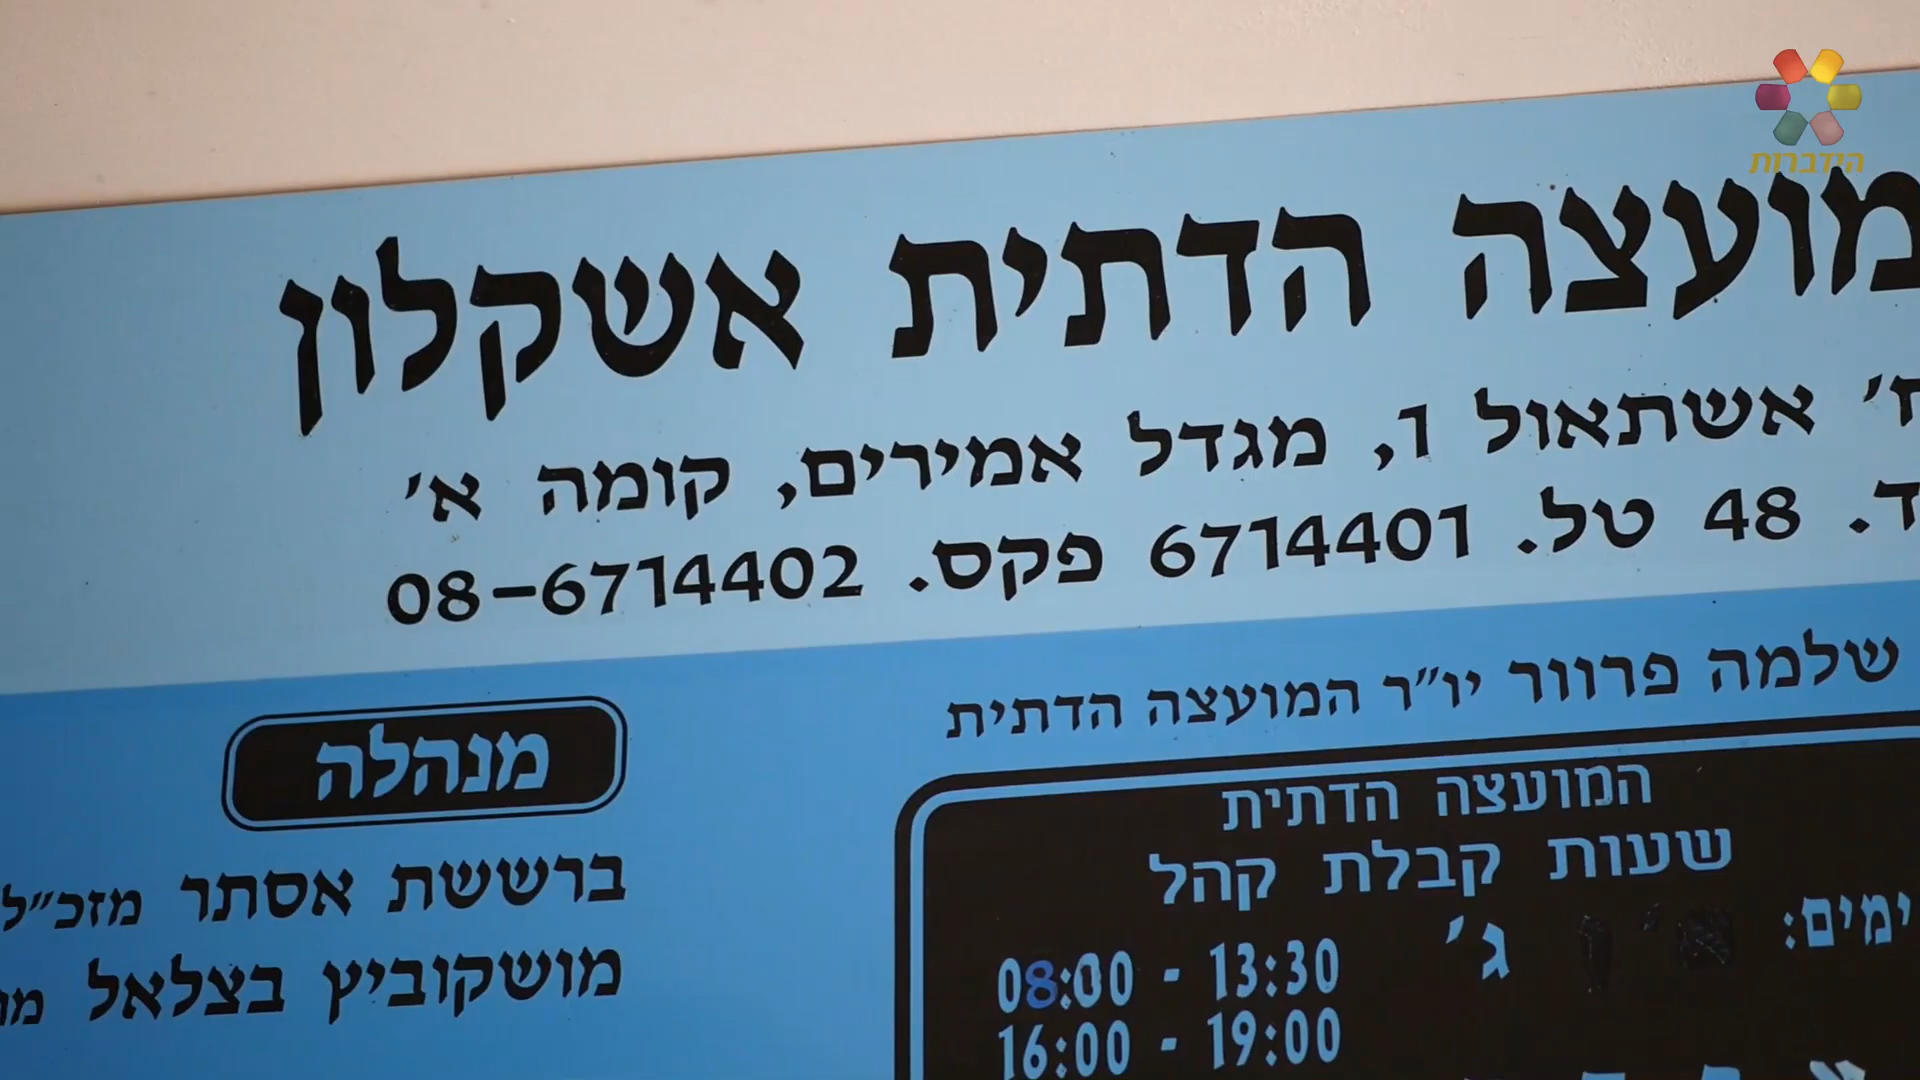 הידברות
מועצה הדתית אשקלון
ח׳ אשתאול 1, מגדל אמירים, קומה א׳
ד. 48 טל. 6714401 פקס. 08-6714402
שלמה פרוור יו״ר המועצה הדתית
מנהלה
ברששת אסתר מזכ״ל
מושקוביץ בצלאל
המועצה הדתית
שעות קבלת קהל
ימים: ג׳ 08:00 - 13:30
16:00 - 19:00